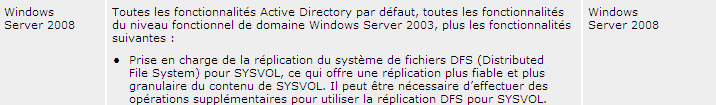 Windows
Server 2008
Toutes les fonctionnalités Active Directory par défaut, toutes les fonctionnalités
du niveau fonctionnel de domaine Windows Server 2003, plus les fonctionnalités
suivantes :
● Prise en charge de la réplication du système de fichiers DFS (Distributed
File System) pour SYSVOL, ce qui offre une réplication plus fiable et plus
granulaire du contenu de SYSVOL. Il peut être nécessaire d'effectuer des
opérations supplémentaires pour utiliser la réplication DFS pour SYSVOL.
Windows
Server 2008